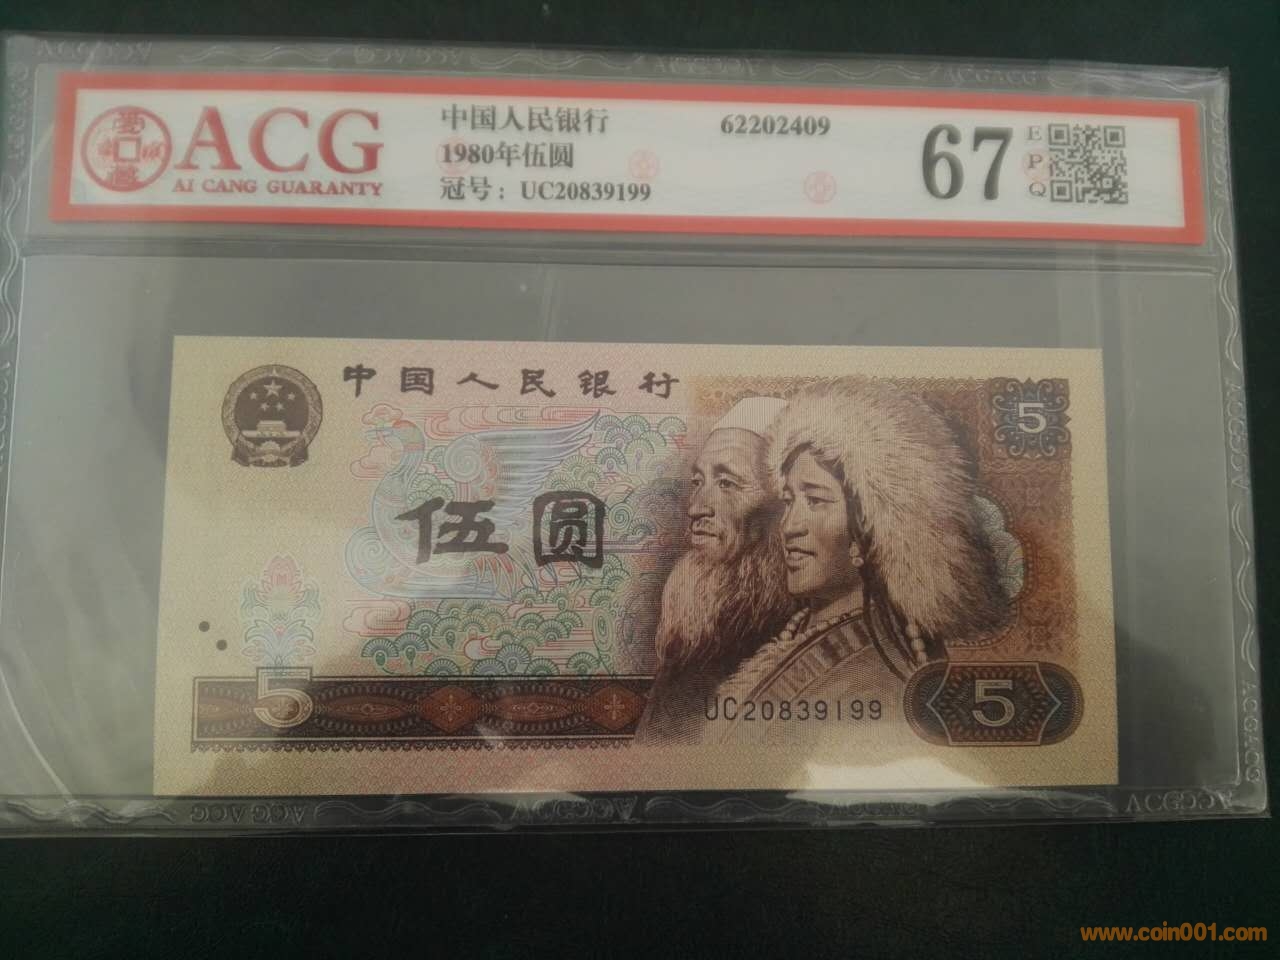 ACG
AI CANG GUARANTY
中国人民银行
1980年伍圆
冠号: UC20839199
62202409
67
E
P
Q
中国人民银行
5
伍圆
5
UC20839199
5
ACGACG
www.coin001.com